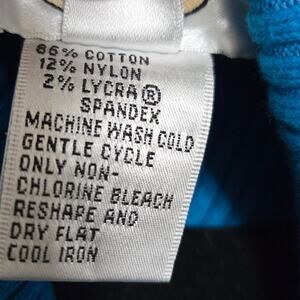 86% COTTON
12% NYLON
2% LYCRA®
SPANDEX
MACHINE WASH COLD
GENTLE CYCLE
ONLY NON-
CHLORINE BLEACH
RESHAPE AND
DRY FLAT
COOL IRON